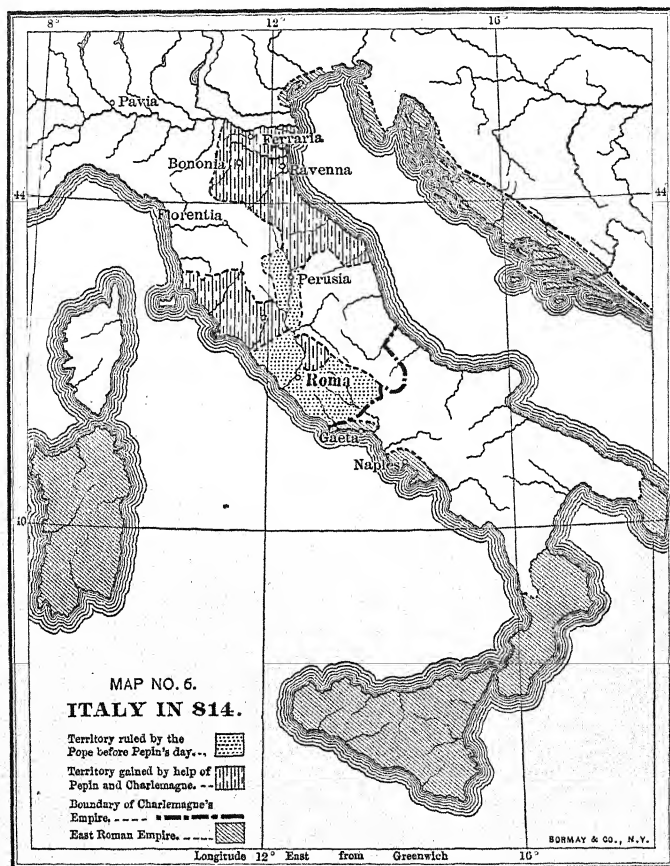 8° 12° 16°
Pavia
Ferraria
Bononia
Ravenna
44 44
Florentia
Perusia
Roma
Gaeta
Naples
40
MAP NO. 6.
ITALY IN 814.
Territory ruled by the
Pope before Pepin's day..,
Territory gained by help of
Pepin and Charlemagne. --
Boundary of Charlemagne's
Empire. -----
East Roman Empire. ----
BORMAY & CO., N.Y.
Longitude 12° East from Greenwich 16°